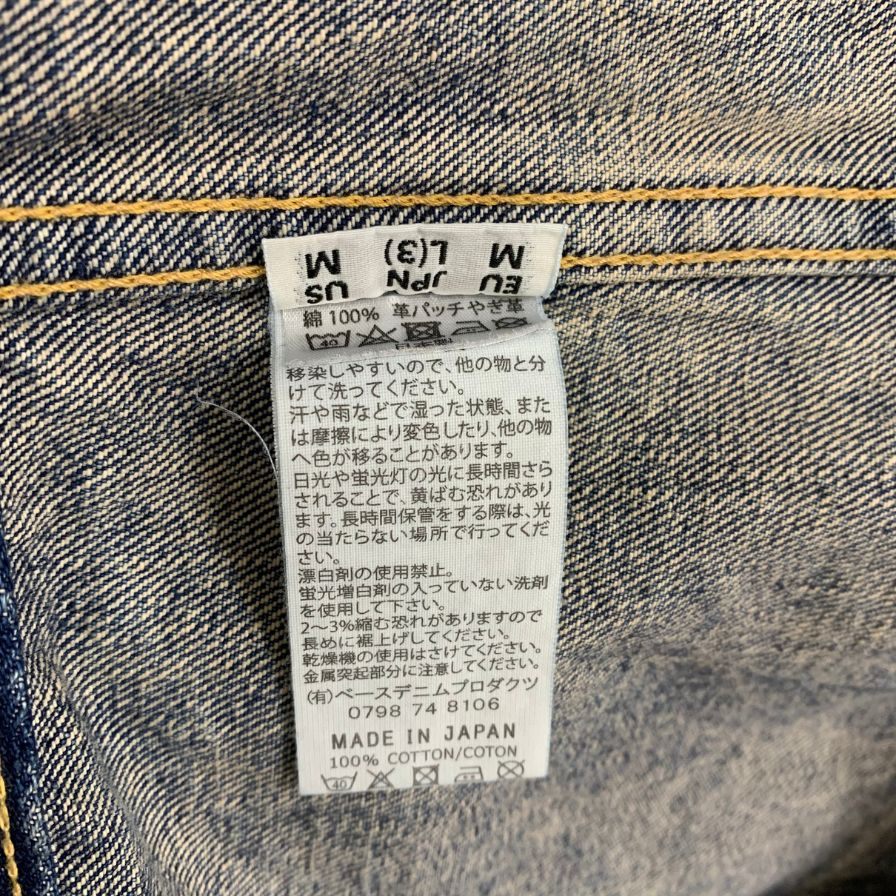 EU JPN US
M L(3) M
綿 100% 革パッチやぎ革
40
日本製
移染しやすいので、他の物と分
けて洗ってください。
汗や雨などで湿った状態、また
は摩擦により変色したり、他の物
へ色が移ることがあります。
日光や蛍光灯の光に長時間さら
されることで、黄ばむ恐れがあり
ます。長時間保管をする際は、光
の当たらない場所で行ってくだ
さい。
漂白剤の使用禁止。
蛍光増白剤の入っていない洗剤
を使用して下さい。
2〜3%縮む恐れがありますので
長めに裾上げしてください。
乾燥機の使用はさけてください。
金属突起部分に注意してください。
(有)ベースデニムプロダクツ
0798 74 8106
MADE IN JAPAN
100% COTTON/COTON
40